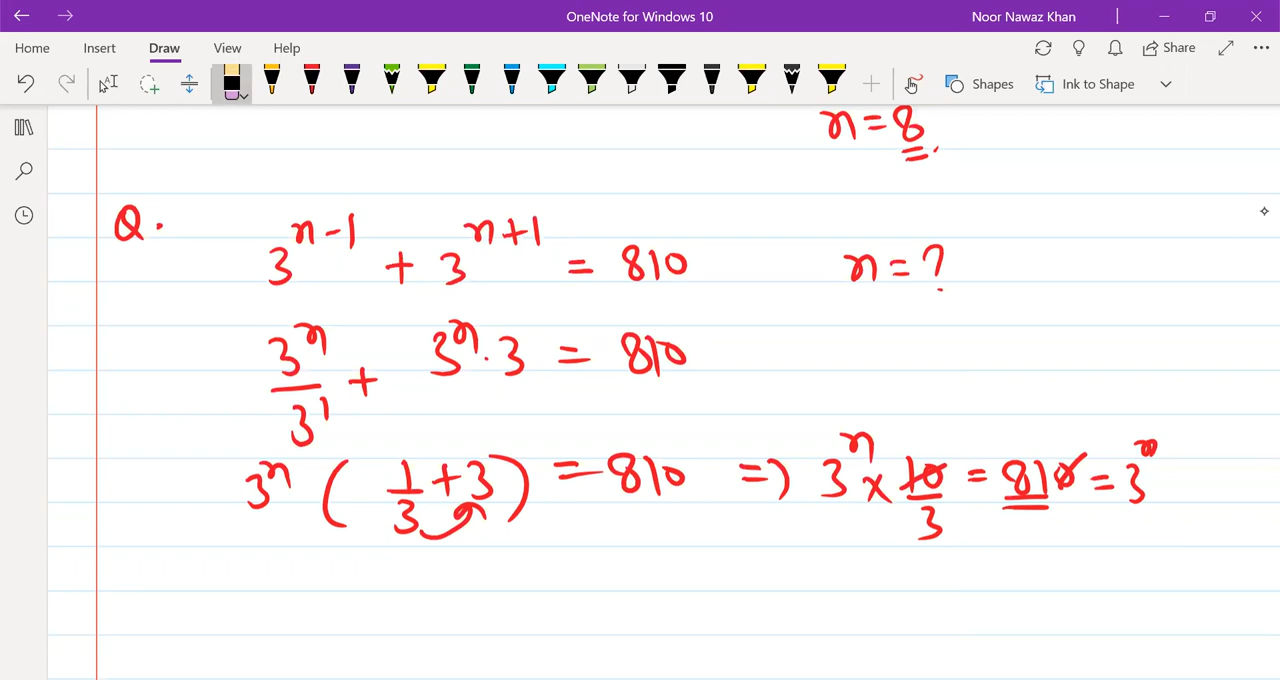 OneNote for Windows 10
Noor Nawaz Khan
Home Insert Draw View Help Share
Shapes Ink to Shape
n = 8
Q. 3^{n-1} + 3^{n+1} = 810 n = ?
3^n/3^1 + 3^n · 3 = 810
3^n (1/3 + 3) = 810 => 3^n × 10/3 = 810 = 3^n